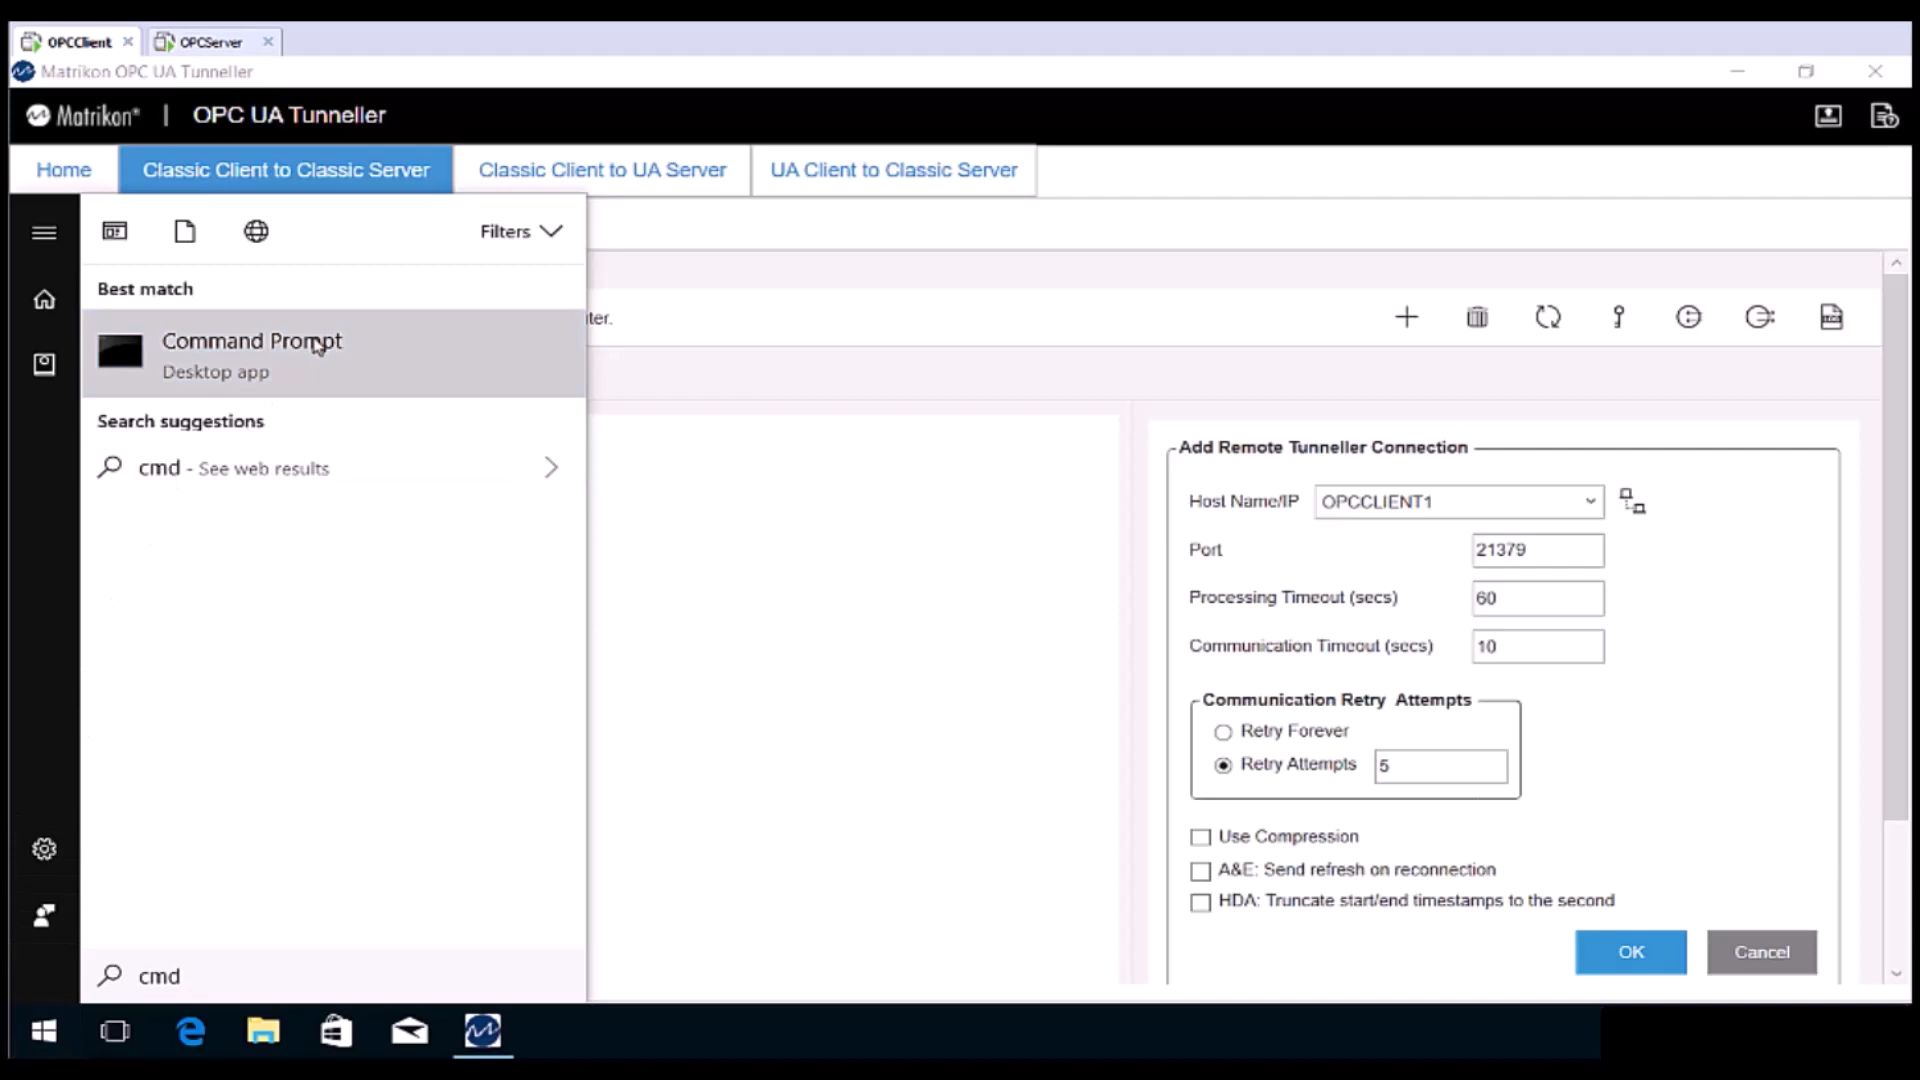 OPCClient
OPCServer
Matrikon OPC UA Tunneller
Matrikon® | OPC UA Tunneller
Home
Classic Client to Classic Server
Classic Client to UA Server
UA Client to Classic Server
Filters
Best match
ter.
Command Prompt
Desktop app
Search suggestions
cmd - See web results
Add Remote Tunneller Connection
Host Name/IP OPCCLIENT1
Port 21379
Processing Timeout (secs) 60
Communication Timeout (secs) 10
Communication Retry Attempts
Retry Forever
Retry Attempts 5
Use Compression
A&E: Send refresh on reconnection
HDA: Truncate start/end timestamps to the second
OK
Cancel
cmd